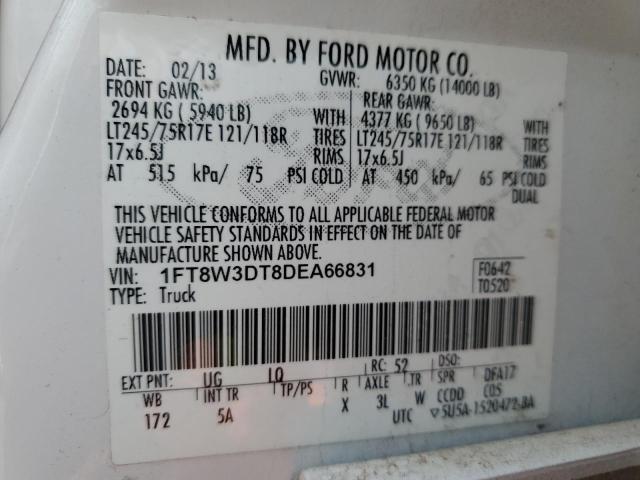 MFD. BY FORD MOTOR CO.
DATE: 02/13 GVWR: 6350 KG (14000 LB)
FRONT GAWR: REAR GAWR:
2694 KG (5940 LB) WITH 4377 KG (9650 LB) WITH
LT245/75R17E 121/118R TIRES LT245/75R17E 121/118R TIRES
17x6.5J RIMS 17x6.5J RIMS
AT 515 kPa/ 75 PSI COLD AT 450 kPa/ 65 PSI COLD
DUAL
THIS VEHICLE CONFORMS TO ALL APPLICABLE FEDERAL MOTOR
VEHICLE SAFETY STANDARDS IN EFFECT ON THE DATE OF
MANUFACTURE SHOWN ABOVE.
VIN: 1FT8W3DT8DEA66831 F0642
TYPE: Truck T0520
EXT PNT: UG LQ RC: 52 DSO:
WB INT TR TP/PS R AXLE TR SPR DFA17
172 5A X 3L W CCDD CDS
UTC ▽5U5A-1520472-BA